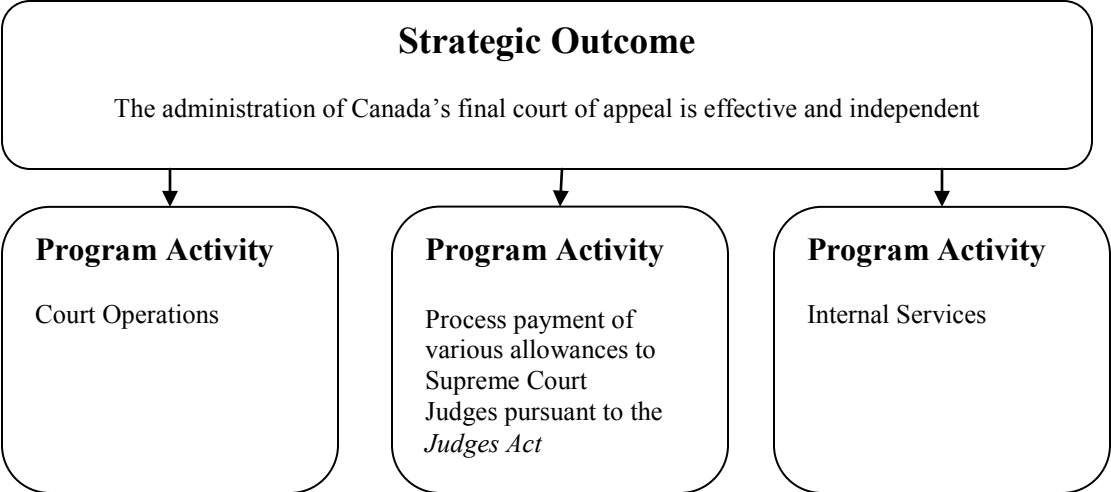 Strategic Outcome
The administration of Canada’s final court of appeal is effective and independent
Program Activity
Court Operations
Program Activity
Process payment of
various allowances to
Supreme Court
Judges pursuant to the
Judges Act
Program Activity
Internal Services